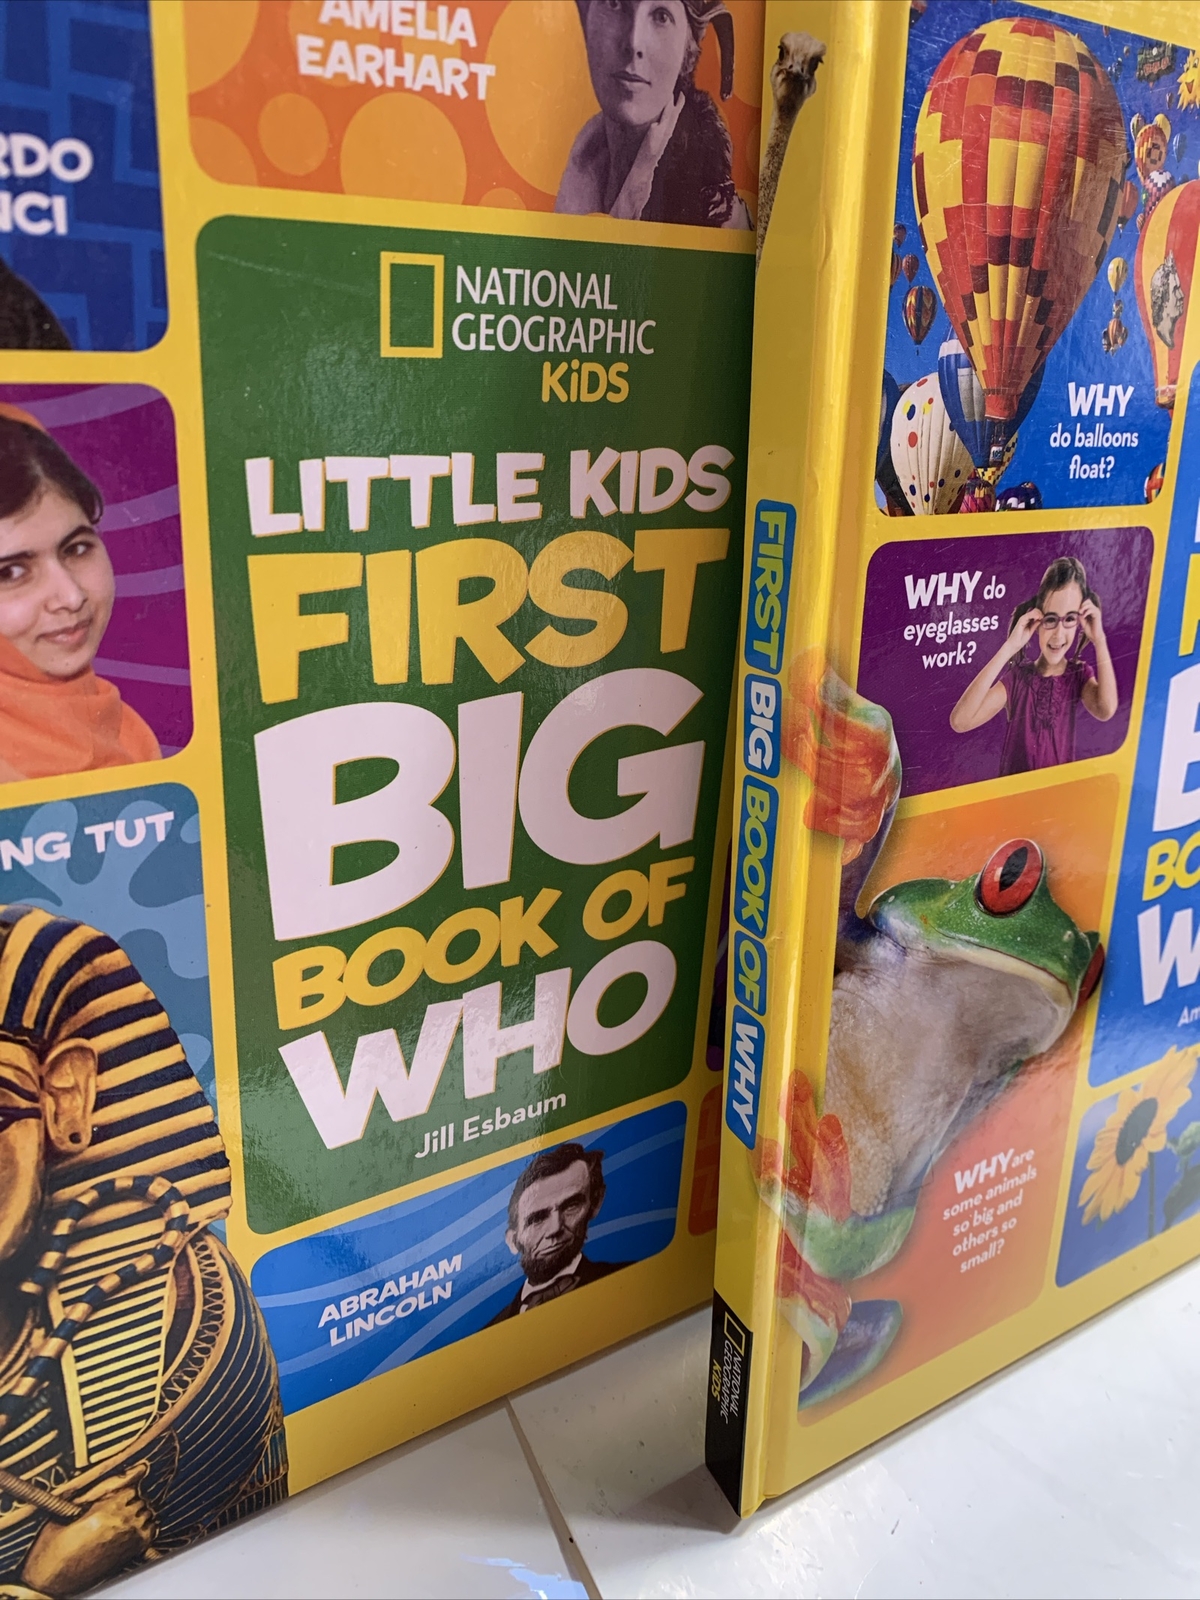 AMELIA
EARHART
RDO
NCI
NATIONAL
GEOGRAPHIC
KiDS
LITTLE KIDS
FIRST
BIG
BOOK OF
WHO
Jill Esbaum
NG TUT
ABRAHAM
LINCOLN
FIRST BIG BOOK OF WHY
NATIONAL
GEOGRAPHIC
KiDS
WHY
do balloons
float?
WHY do
eyeglasses
work?
WHY are
some animals
so big and
others so
small?
B
BO
W
Am